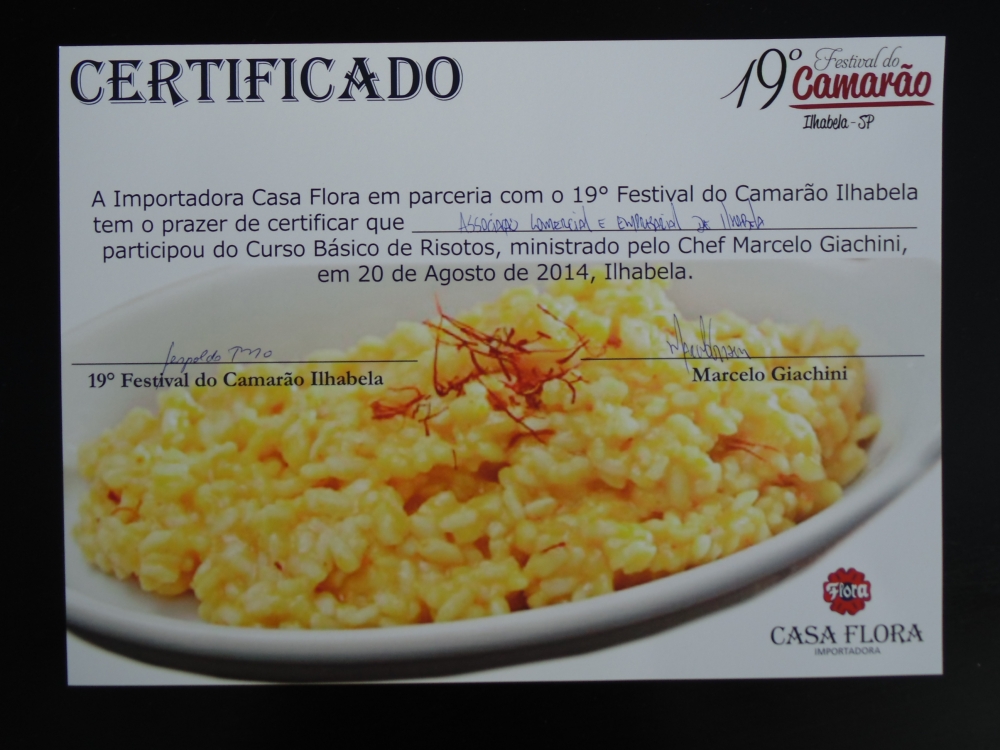 CERTIFICADO
19º Festival do
Camarão
Ilhabela - SP
A Importadora Casa Flora em parceria com o 19° Festival do Camarão Ilhabela
tem o prazer de certificar que Associação Comercial e Empresarial de Ilhabela
participou do Curso Básico de Risotos, ministrado pelo Chef Marcelo Giachini,
em 20 de Agosto de 2014, Ilhabela.
19° Festival do Camarão Ilhabela
Marcelo Giachini
Flora
CASA FLORA
IMPORTADORA